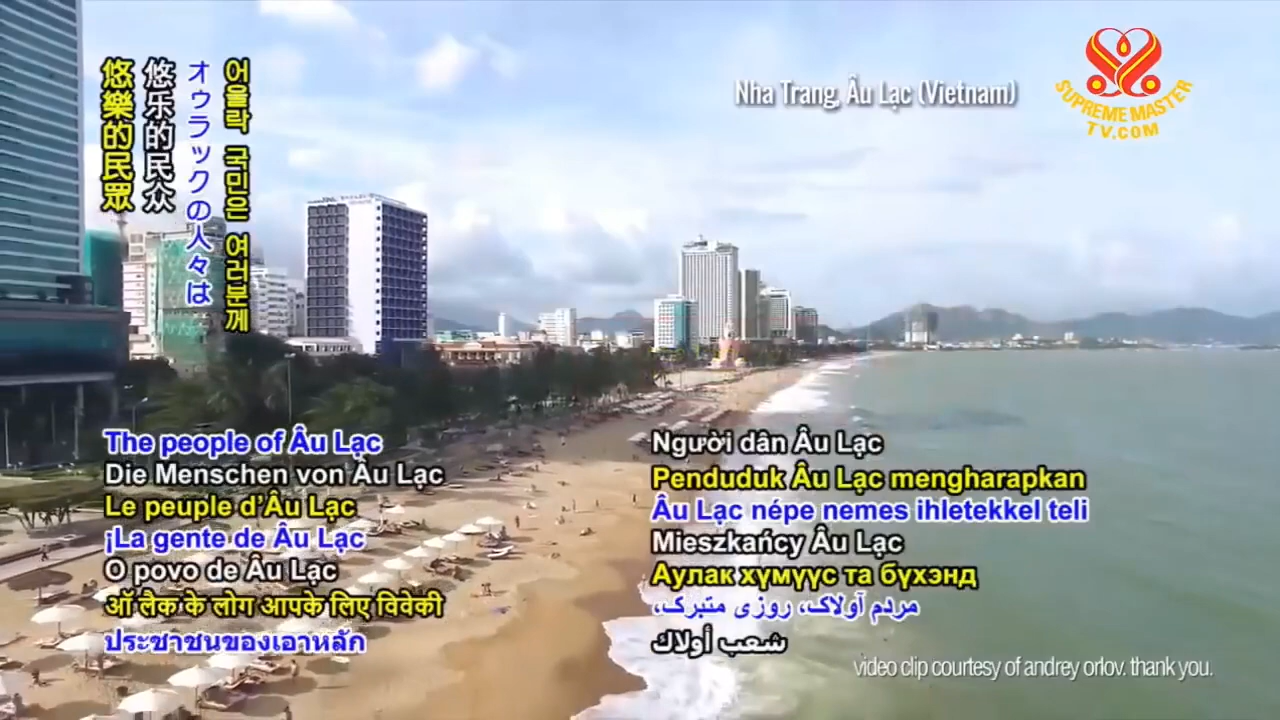 悠樂的民眾
悠乐的民众
オゥラックの人々は
어울락 국민은 여러분께
Nha Trang, Âu Lạc (Vietnam)
SUPREME MASTER
TV.COM
The people of Âu Lạc
Die Menschen von Âu Lạc
Le peuple d’Âu Lạc
¡La gente de Âu Lạc
O povo de Âu Lạc
ऑ लैक के लोग आपके लिए विवेकी
ประชาชนของเอาหลัก
Người dân Âu Lạc
Penduduk Âu Lạc mengharapkan
Âu Lạc népe nemes ihletekkel teli
Mieszkańcy Âu Lạc
Аулак хүмүүс та бүхэнд
مردم آولاک، روزی متبرک،
شعب أولاك
video clip courtesy of andrey orlov. thank you.